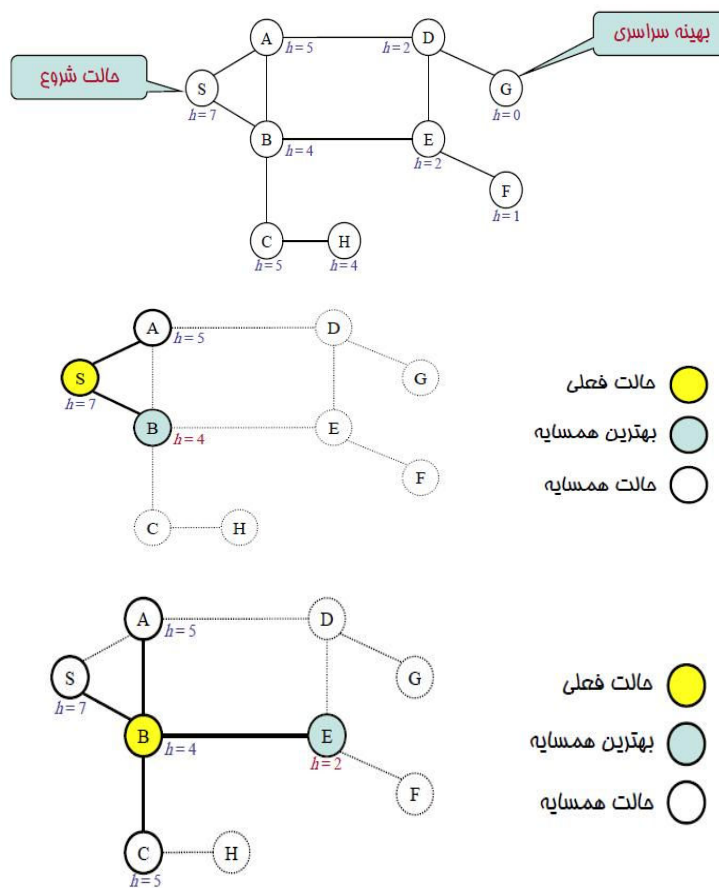 بهینه سراسری
A
D
h=5
h=2
حالت شروع
S
G
h=7
h=0
B
E
h=4
h=2
F
h=1
C
H
h=5
h=4
A
D
h=5
S
G
حالت فعلی
h=7
B
E
بهترین همسایه
h=4
F
حالت همسایه
C
H
A
D
h=5
S
G
حالت فعلی
h=7
B
E
بهترین همسایه
h=4
h=2
F
حالت همسایه
C
H
h=5